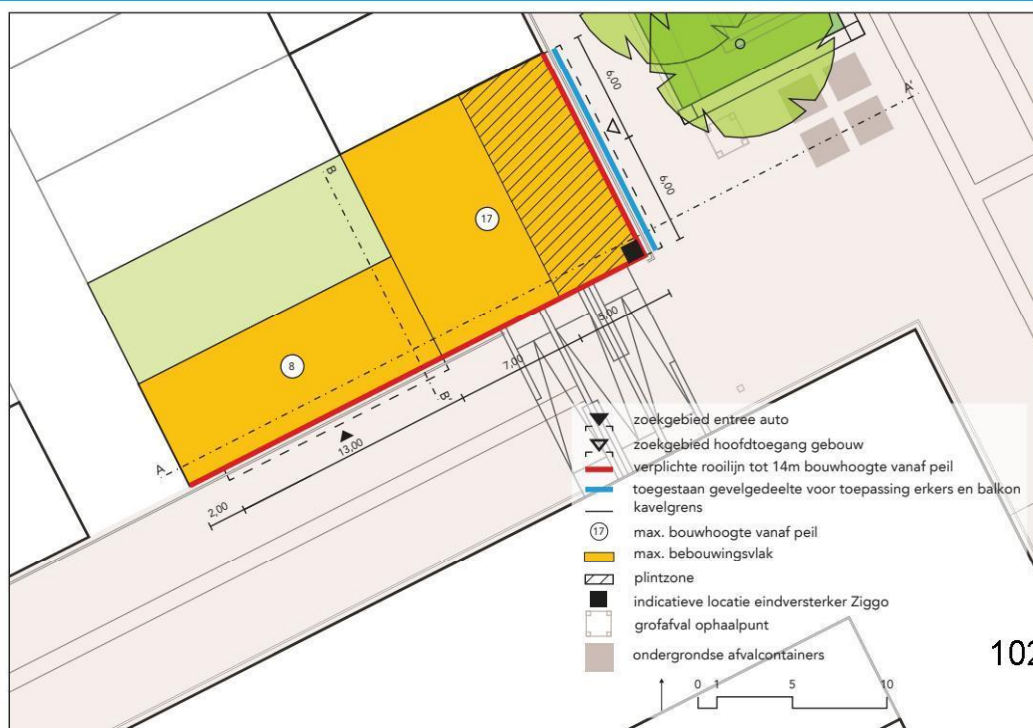 6,00
A'
6,00
B
17
5,00
7,00
8
B'
A
13,00
2,00
zoekgebied entree auto
zoekgebied hoofdtoegang gebouw
verplichte rooilijn tot 14m bouwhoogte vanaf peil
toegestaan gevelgedeelte voor toepassing erkers en balkon
kavelgrens
17 max. bouwhoogte vanaf peil
max. bebouwingsvlak
plintzone
indicatieve locatie eindversterker Ziggo
grofafval ophaalpunt
ondergrondse afvalcontainers
102
0 1 5 10